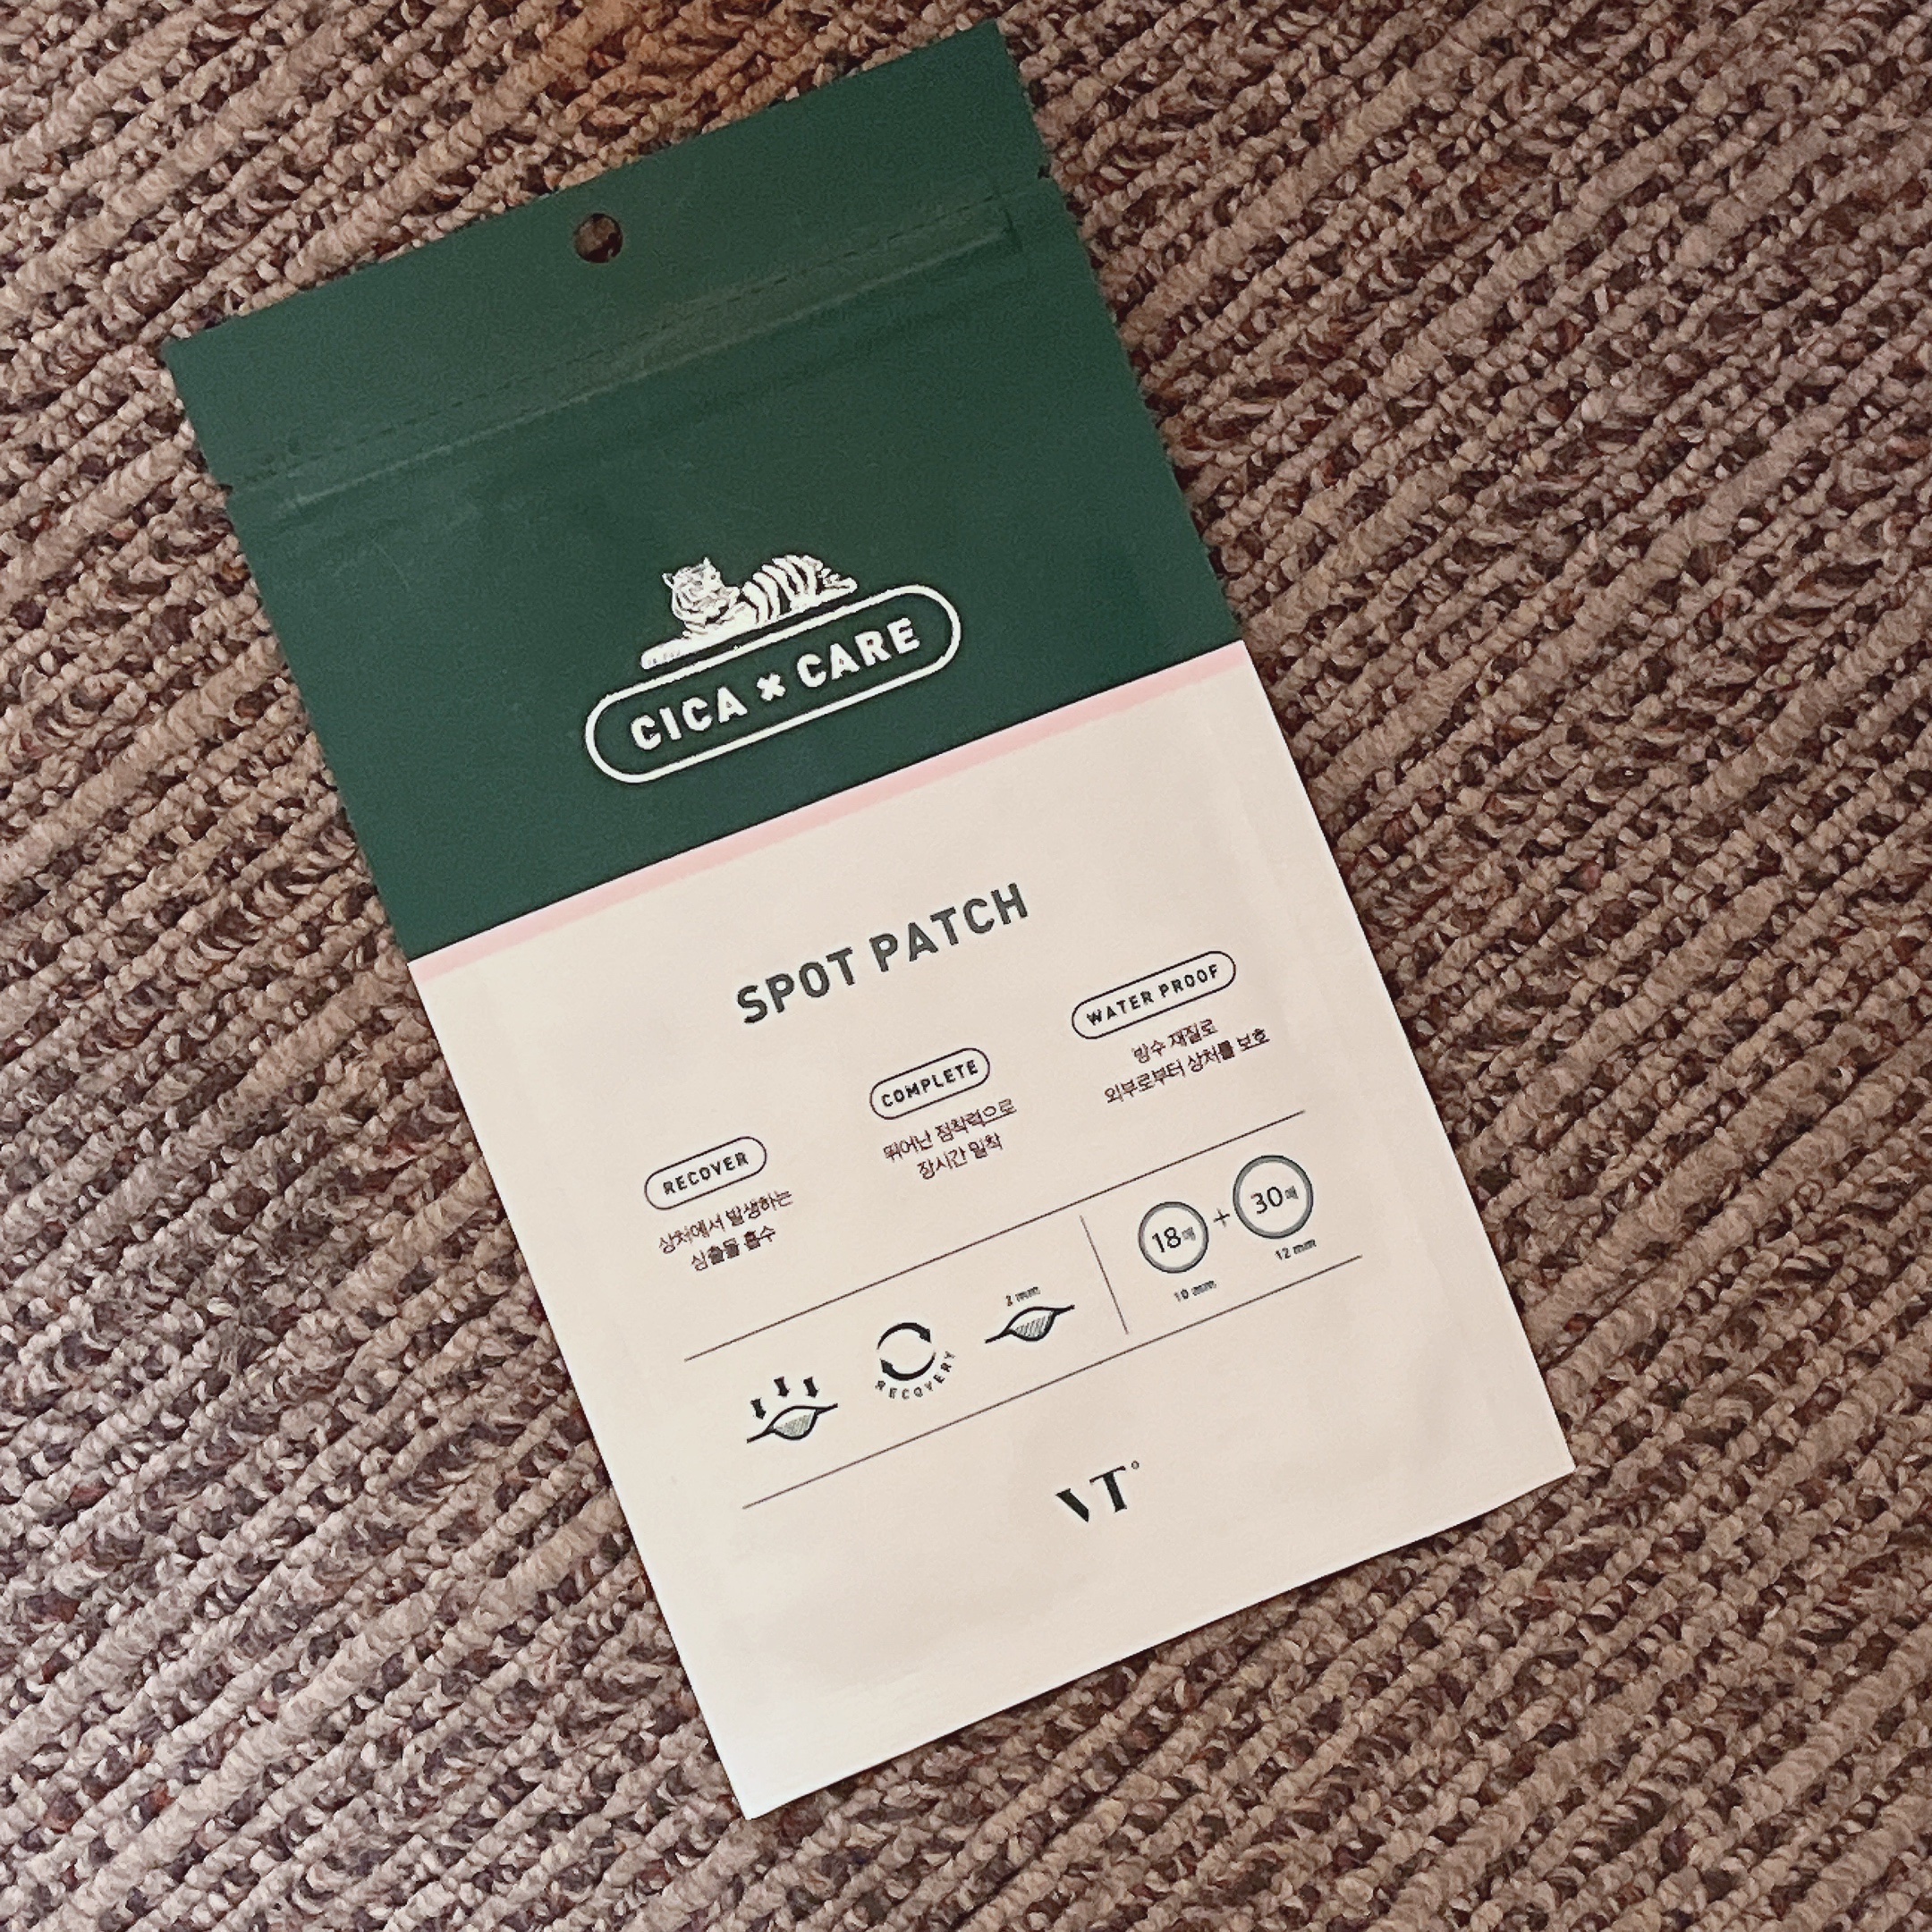 CICA × CARE
SPOT PATCH
RECOVER
상처에서 발생하는
삼출물 흡수
COMPLETE
뛰어난 점착력으로
장시간 밀착
WATER PROOF
방수 재질로
외부로부터 상처를 보호
RECOVERY
2 mm
18매 + 30매
10 mm
12 mm
VT